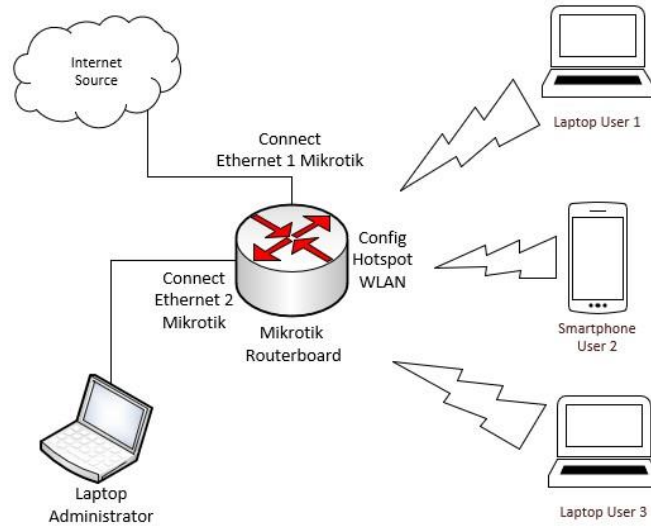 Internet
Source
Connect
Ethernet 1 Mikrotik
Laptop User 1
Config
Hotspot
WLAN
Connect
Ethernet 2
Mikrotik
Mikrotik
Routerboard
Smartphone
User 2
Laptop
Administrator
Laptop User 3